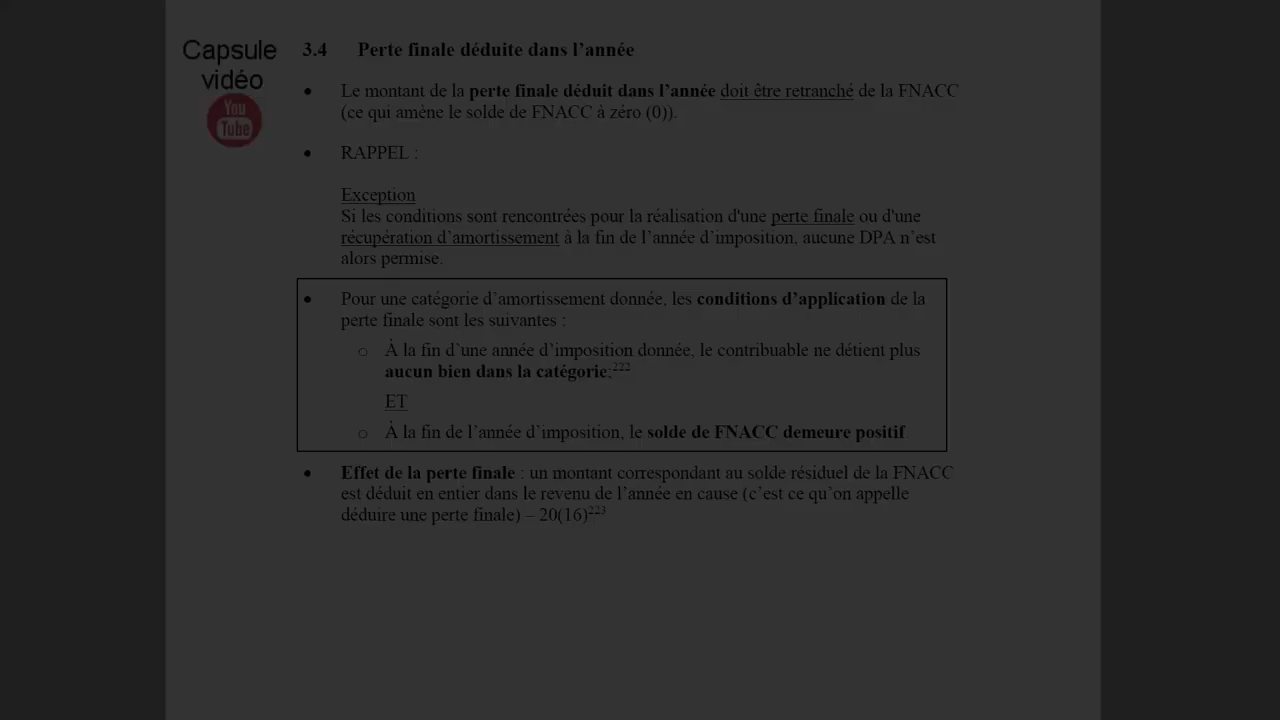 Capsule
vidéo
You
Tube
3.4 Perte finale déduite dans l'année
• Le montant de la perte finale déduit dans l'année doit être retranché de la FNACC
(ce qui amène le solde de FNACC à zéro (0)).
• RAPPEL :
Exception
Si les conditions sont rencontrées pour la réalisation d'une perte finale ou d'une
récupération d'amortissement à la fin de l'année d'imposition, aucune DPA n'est
alors permise.
• Pour une catégorie d'amortissement donnée, les conditions d'application de la
perte finale sont les suivantes :
o À la fin d'une année d'imposition donnée, le contribuable ne détient plus
aucun bien dans la catégorie;222
ET
o À la fin de l'année d'imposition, le solde de FNACC demeure positif
• Effet de la perte finale : un montant correspondant au solde résiduel de la FNACC
est déduit en entier dans le revenu de l'année en cause (c'est ce qu'on appelle
déduire une perte finale) – 20(16)223